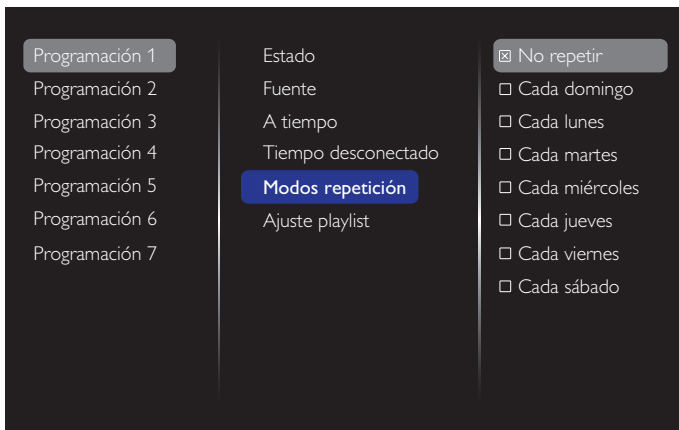 Programación 1
Programación 2
Programación 3
Programación 4
Programación 5
Programación 6
Programación 7
Estado
Fuente
A tiempo
Tiempo desconectado
Modos repetición
Ajuste playlist
No repetir
Cada domingo
Cada lunes
Cada martes
Cada miércoles
Cada jueves
Cada viernes
Cada sábado